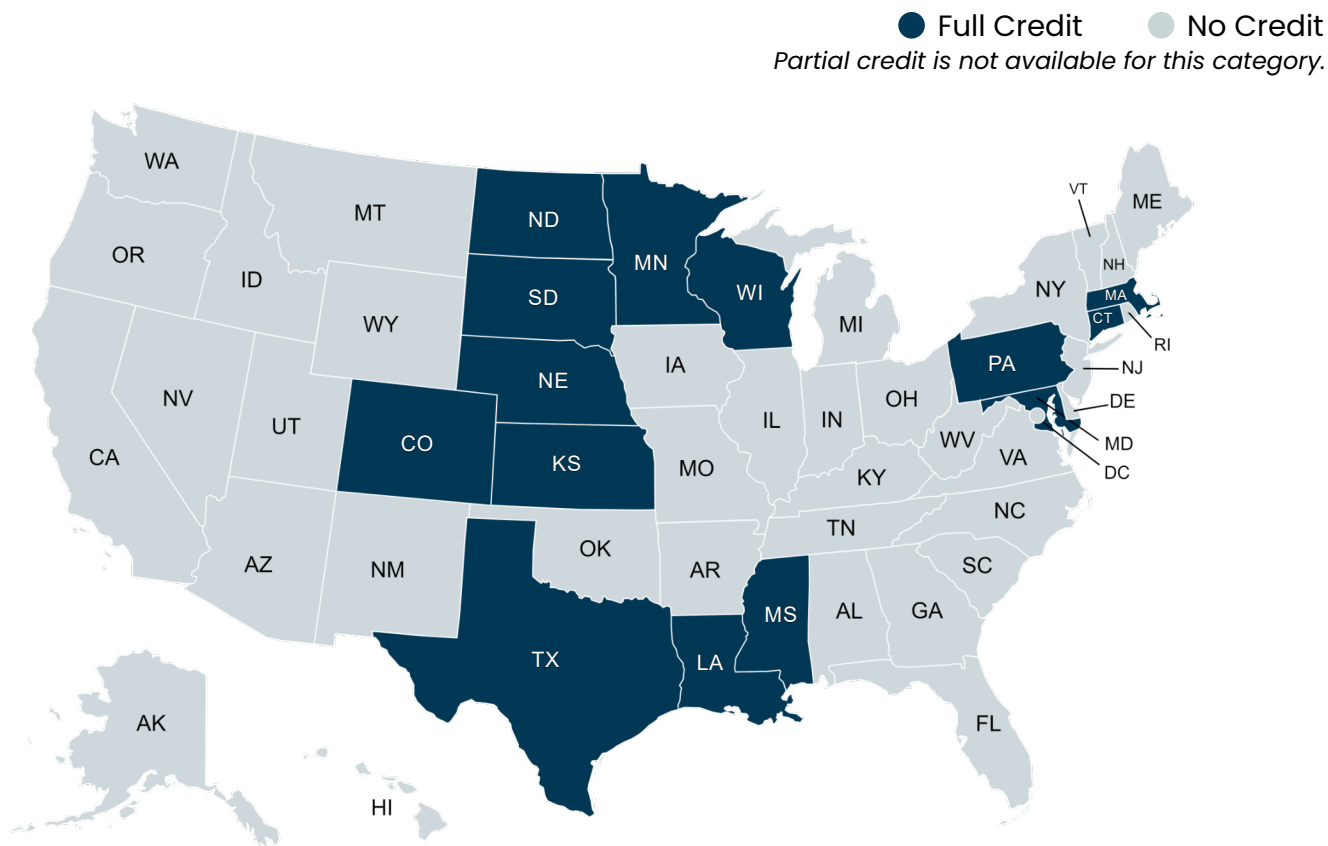 Full Credit No Credit
Partial credit is not available for this category.
WA
MT
ND
MN
VT
ME
OR
ID
SD
WI
NH
NY
MA
WY
MI
CT
RI
IA
PA
NJ
NE
NV
UT
CO
IL
IN
OH
DE
MD
CA
KS
MO
WV
VA
DC
KY
NC
TN
AZ
NM
OK
AR
SC
MS
AL
GA
TX
LA
AK
FL
HI